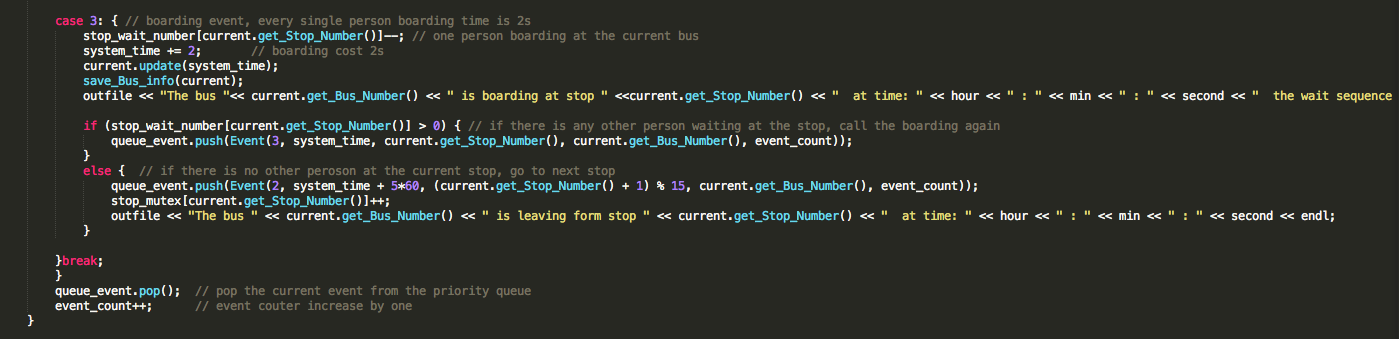 case 3: { // boarding event, every single person boarding time is 2s
stop_wait_number[current.get_Stop_Number()]--; // one person boarding at the current bus
system_time += 2;       // boarding cost 2s
current.update(system_time);
save_Bus_info(current);
outfile << "The bus "<< current.get_Bus_Number() << " is boarding at stop " <<current.get_Stop_Number() << "  at time: " << hour << " : " << min << " : " << second << "  the wait sequence
if (stop_wait_number[current.get_Stop_Number()] > 0) { // if there is any other person waiting at the stop, call the boarding again
queue_event.push(Event(3, system_time, current.get_Stop_Number(), current.get_Bus_Number(), event_count));
}
else {  // if there is no other peroson at the current stop, go to next stop
queue_event.push(Event(2, system_time + 5*60, (current.get_Stop_Number() + 1) % 15, current.get_Bus_Number(), event_count));
stop_mutex[current.get_Stop_Number()]++;
outfile << "The bus " << current.get_Bus_Number() << " is leaving form stop " << current.get_Stop_Number() << "  at time: " << hour << " : " << min << " : " << second << endl;
}
}break;
}
queue_event.pop();  // pop the current event from the priority queue
event_count++;      // event couter increase by one
}